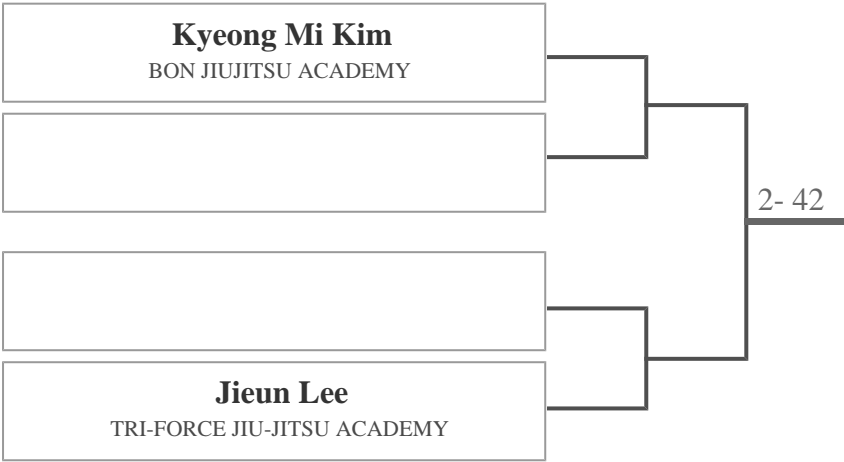 Kyeong Mi Kim
BON JIUJITSU ACADEMY
2- 42
Jieun Lee
TRI-FORCE JIU-JITSU ACADEMY